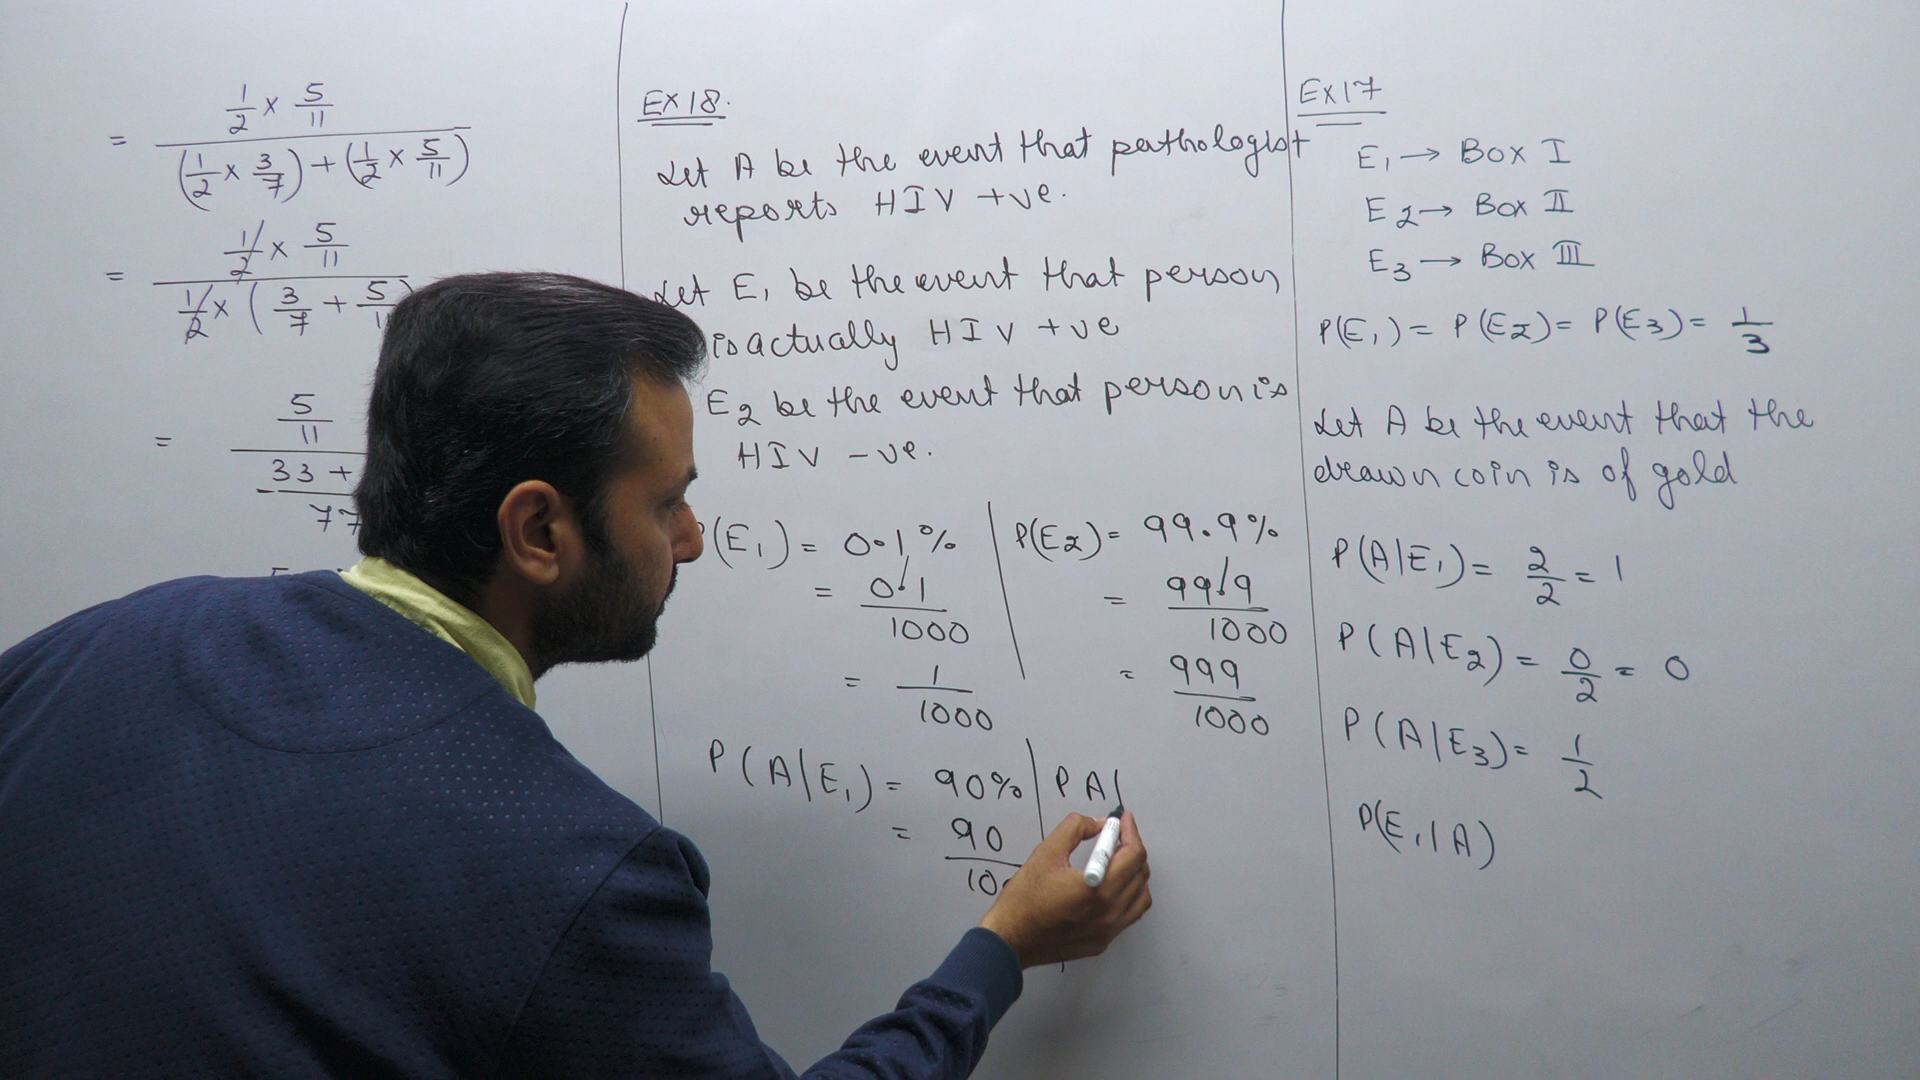 = 1/2 × 5/11 / (1/2 × 3/7) + (1/2 × 5/11)
= 1/2 × 5/11 / 1/2 × (3/7 + 5/1
= 5/11 / 33 + / 77
Ex 18.
Let A be the event that pathologist
reports HIV +ve.
Let E1 be the event that person
is actually HIV +ve
E2 be the event that person is
HIV -ve.
P(E1) = 0.1%
= 0.1/1000
= 1/1000
P(E2) = 99.9%
= 99.9/1000
= 999/1000
P(A|E1) = 90%
= 90/100
P A|
Ex 17
E1 → Box I
E2 → Box II
E3 → Box III
P(E1) = P(E2) = P(E3) = 1/3
Let A be the event that the
drawn coin is of gold
P(A|E1) = 2/2 = 1
P(A|E2) = 0/2 = 0
P(A|E3) = 1/2
P(E1|A)